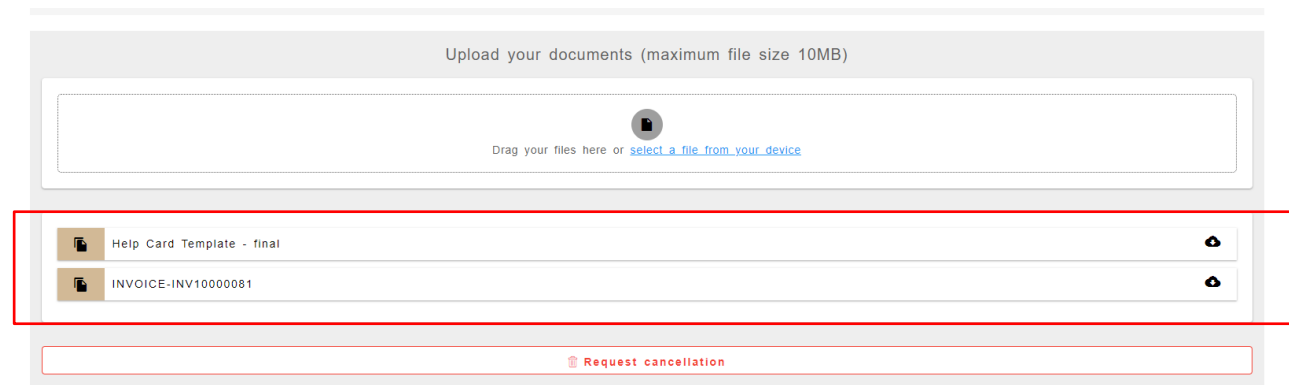 Upload your documents (maximum file size 10MB)
Drag your files here or select a file from your device
Help Card Template - final
INVOICE-INV10000081
Request cancellation